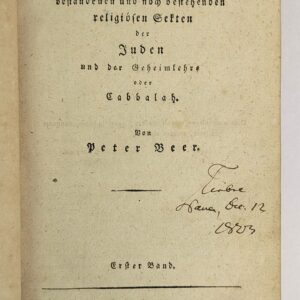 bestandenen und noch bestehenden
religiösen Sekten
der
Juden
und der Geheimlehre
oder
Cabbalah.
Von
Peter Beer.
Dec. 12
Erster Band.